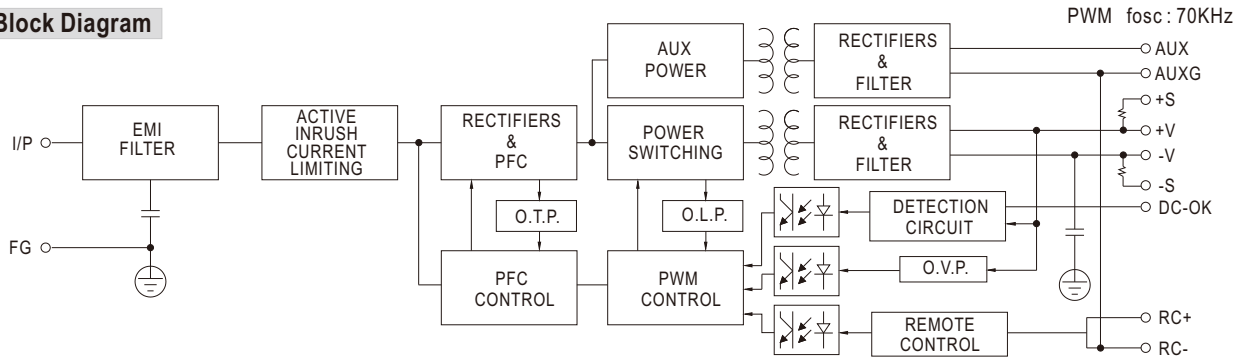 Block Diagram
PWM fosc : 70KHz
I/P
EMI
FILTER
ACTIVE
INRUSH
CURRENT
LIMITING
RECTIFIERS
&
PFC
AUX
POWER
POWER
SWITCHING
RECTIFIERS
&
FILTER
RECTIFIERS
&
FILTER
AUX
AUXG
+S
+V
-V
-S
DC-OK
O.T.P.
O.L.P.
DETECTION
CIRCUIT
FG
PFC
CONTROL
PWM
CONTROL
O.V.P.
REMOTE
CONTROL
RC+
RC-